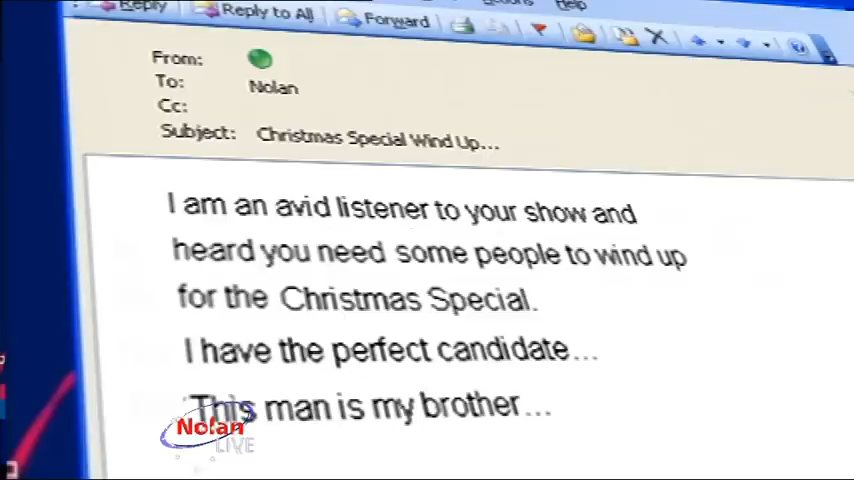 Reply
Reply to All
Forward
Help
From:
To: Nolan
Cc:
Subject: Christmas Special Wind Up...
I am an avid listener to your show and
heard you need some people to wind up
for the Christmas Special.
I have the perfect candidate...
This man is my brother...
Nolan
LIVE